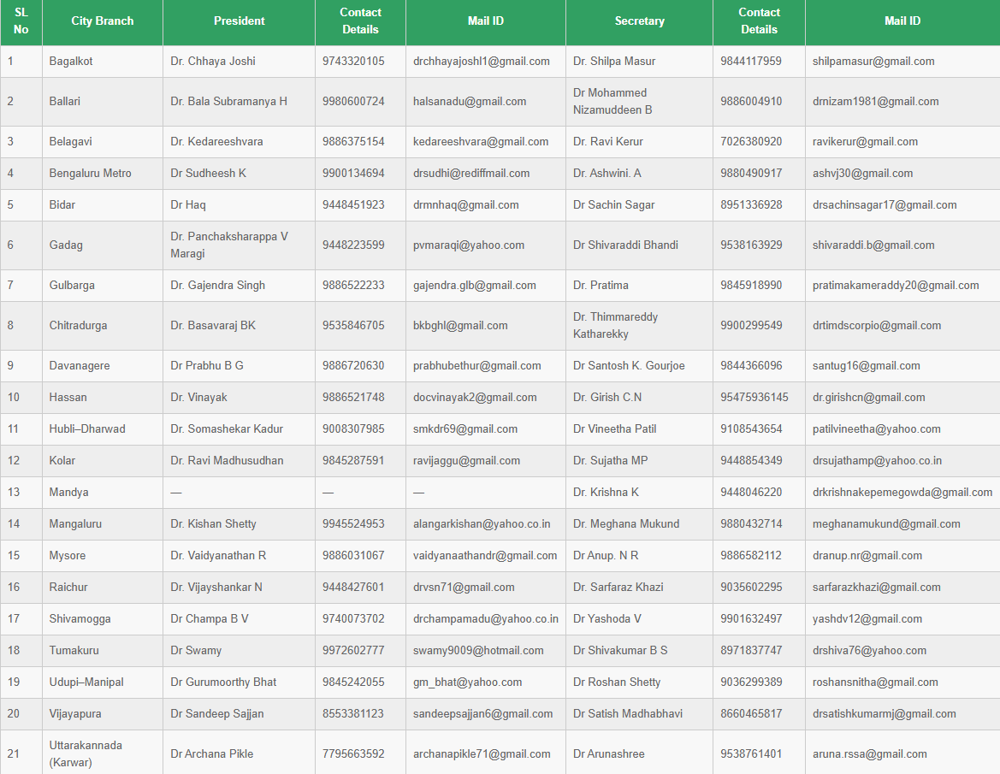 SL No City Branch President Contact Details Mail ID Secretary Contact Details Mail ID
1 Bagalkot Dr. Chhaya Joshi 9743320105 drchhayajoshl1@gmail.com Dr. Shilpa Masur 9844117959 shilpamasur@gmail.com
2 Ballari Dr. Bala Subramanya H 9980600724 halsanadu@gmail.com Dr Mohammed Nizamuddeen B 9886004910 drnizam1981@gmail.com
3 Belagavi Dr. Kedareeshvara 9886375154 kedareeshvara@gmail.com Dr. Ravi Kerur 7026380920 ravikerur@gmail.com
4 Bengaluru Metro Dr Sudheesh K 9900134694 drsudhi@rediffmail.com Dr. Ashwini. A 9880490917 ashvj30@gmail.com
5 Bidar Dr Haq 9448451923 drmnhaq@gmail.com Dr Sachin Sagar 8951336928 drsachinsagar17@gmail.com
6 Gadag Dr. Panchaksharappa V Maragi 9448223599 pvmaraqi@yahoo.com Dr Shivaraddi Bhandi 9538163929 shivaraddi.b@gmail.com
7 Gulbarga Dr. Gajendra Singh 9886522233 gajendra.glb@gmail.com Dr. Pratima 9845918990 pratimakameraddy20@gmail.com
8 Chitradurga Dr. Basavaraj BK 9535846705 bkbghl@gmail.com Dr. Thimmareddy Katharekky 9900299549 drtimdscorpio@gmail.com
9 Davanagere Dr Prabhu B G 9886720630 prabhubethur@gmail.com Dr Santosh K. Gourjoe 9844366096 santug16@gmail.com
10 Hassan Dr. Vinayak 9886521748 docvinayak2@gmail.com Dr. Girish C.N 95475936145 dr.girishcn@gmail.com
11 Hubli–Dharwad Dr. Somashekar Kadur 9008307985 smkdr69@gmail.com Dr Vineetha Patil 9108543654 patilvineetha@yahoo.com
12 Kolar Dr. Ravi Madhusudhan 9845287591 ravijaggu@gmail.com Dr. Sujatha MP 9448854349 drsujathamp@yahoo.co.in
13 Mandya — — — Dr. Krishna K 9448046220 drkrishnakepemegowda@gmail.com
14 Mangaluru Dr. Kishan Shetty 9945524953 alangarkishan@yahoo.co.in Dr. Meghana Mukund 9880432714 meghanamukund@gmail.com
15 Mysore Dr. Vaidyanathan R 9886031067 vaidyanaathandr@gmail.com Dr Anup. N R 9886582112 dranup.nr@gmail.com
16 Raichur Dr. Vijayshankar N 9448427601 drvsn71@gmail.com Dr. Sarfaraz Khazi 9035602295 sarfarazkhazi@gmail.com
17 Shivamogga Dr Champa B V 9740073702 drchampamadu@yahoo.co.in Dr Yashoda V 9901632497 yashdv12@gmail.com
18 Tumakuru Dr Swamy 9972602777 swamy9009@hotmail.com Dr Shivakumar B S 8971837747 drshiva76@yahoo.com
19 Udupi–Manipal Dr Gurumoorthy Bhat 9845242055 gm_bhat@yahoo.com Dr Roshan Shetty 9036299389 roshansnitha@gmail.com
20 Vijayapura Dr Sandeep Sajjan 8553381123 sandeepsajjan6@gmail.com Dr Satish Madhabhavi 8660465817 drsatishkumarmj@gmail.com
21 Uttarakannada (Karwar) Dr Archana Pikle 7795663592 archanapikle71@gmail.com Dr Arunashree 9538761401 aruna.rssa@gmail.com